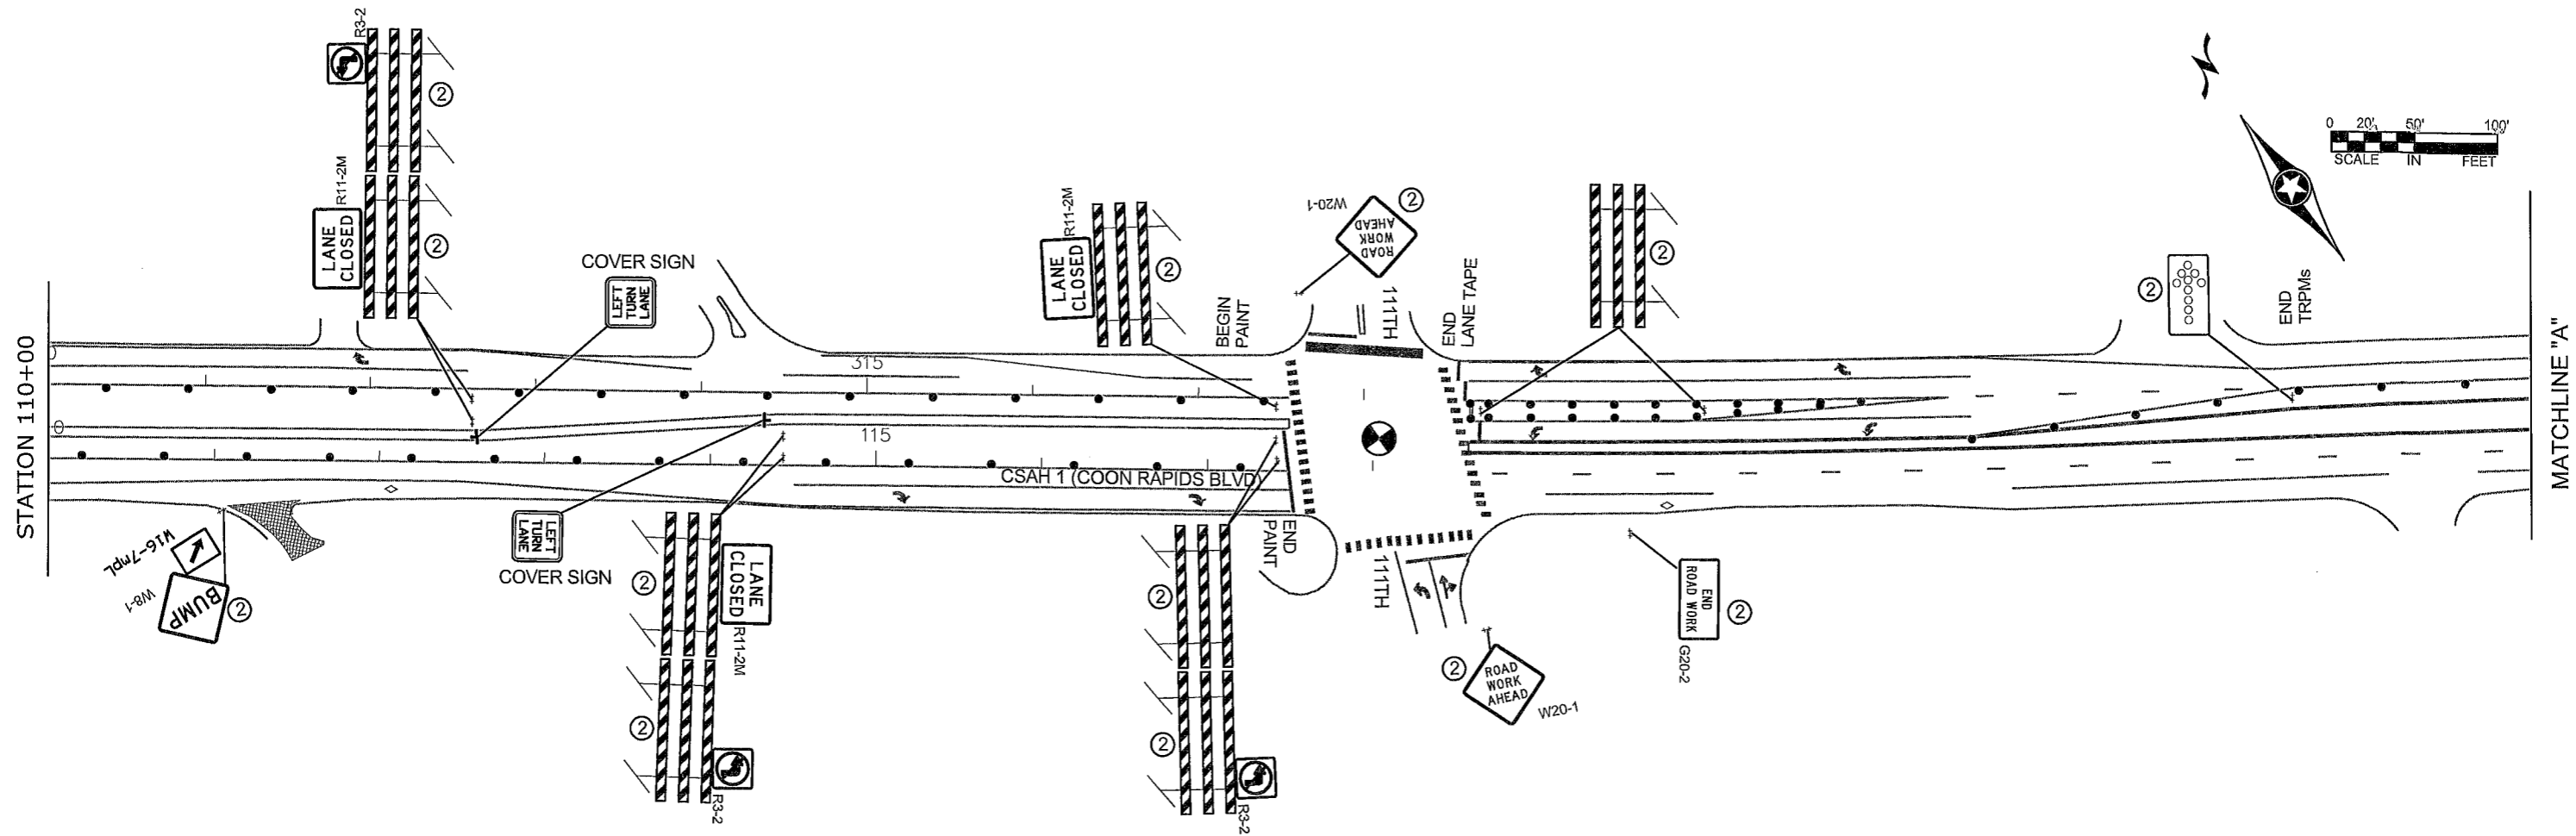 R3-2
2
R11-2M
LANE
CLOSED
2
COVER SIGN
LEFT
TURN
LANE
R11-2M
LANE
CLOSED
2
BEGIN
PAINT
W20-1
ROAD
WORK
AHEAD
2
111TH
END
LANE TAPE
2
2
END
TRPMs
0 20' 50' 100'
SCALE IN FEET
STATION 110+00
MATCHLINE "A"
0
0
315
115
CSAH 1 (COON RAPIDS BLVD)
W16-7mpL
W8-1
BUMP
2
LEFT
TURN
LANE
COVER SIGN
2
LANE
CLOSED
R11-2M
2
R3-2
END
PAINT
2
2
R3-2
111TH
2
ROAD
WORK
AHEAD
W20-1
END
ROAD WORK
2
G20-2